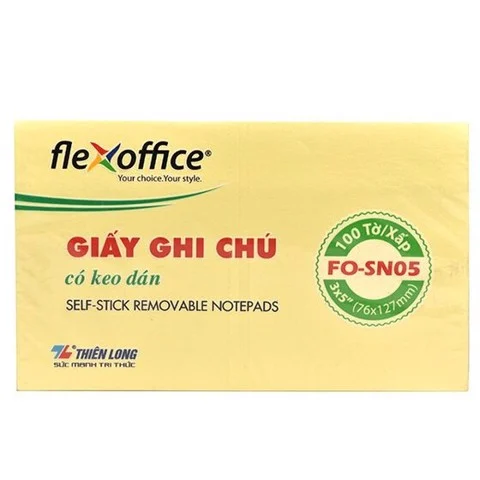 flexoffice®
Your choice.Your style.
GIẤY GHI CHÚ
có keo dán
SELF-STICK REMOVABLE NOTEPADS
100 Tờ/Xấp
FO-SN05
3x5" (76x127mm)
TL THIÊN LONG
SỨC MẠNH TRI THỨC